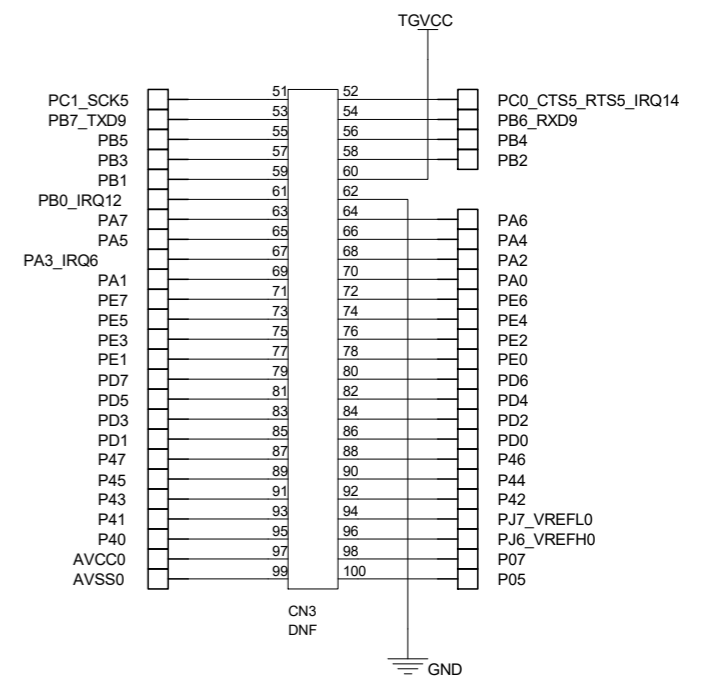 TGVCC
PC1_SCK5 51 52 PC0_CTS5_RTS5_IRQ14
PB7_TXD9 53 54 PB6_RXD9
PB5 55 56 PB4
PB3 57 58 PB2
PB1 59 60
PB0_IRQ12 61 62
PA7 63 64 PA6
PA5 65 66 PA4
PA3_IRQ6 67 68 PA2
PA1 69 70 PA0
PE7 71 72 PE6
PE5 73 74 PE4
PE3 75 76 PE2
PE1 77 78 PE0
PD7 79 80 PD6
PD5 81 82 PD4
PD3 83 84 PD2
PD1 85 86 PD0
P47 87 88 P46
P45 89 90 P44
P43 91 92 P42
P41 93 94 PJ7_VREFL0
P40 95 96 PJ6_VREFH0
AVCC0 97 98 P07
AVSS0 99 100 P05
CN3
DNF
GND